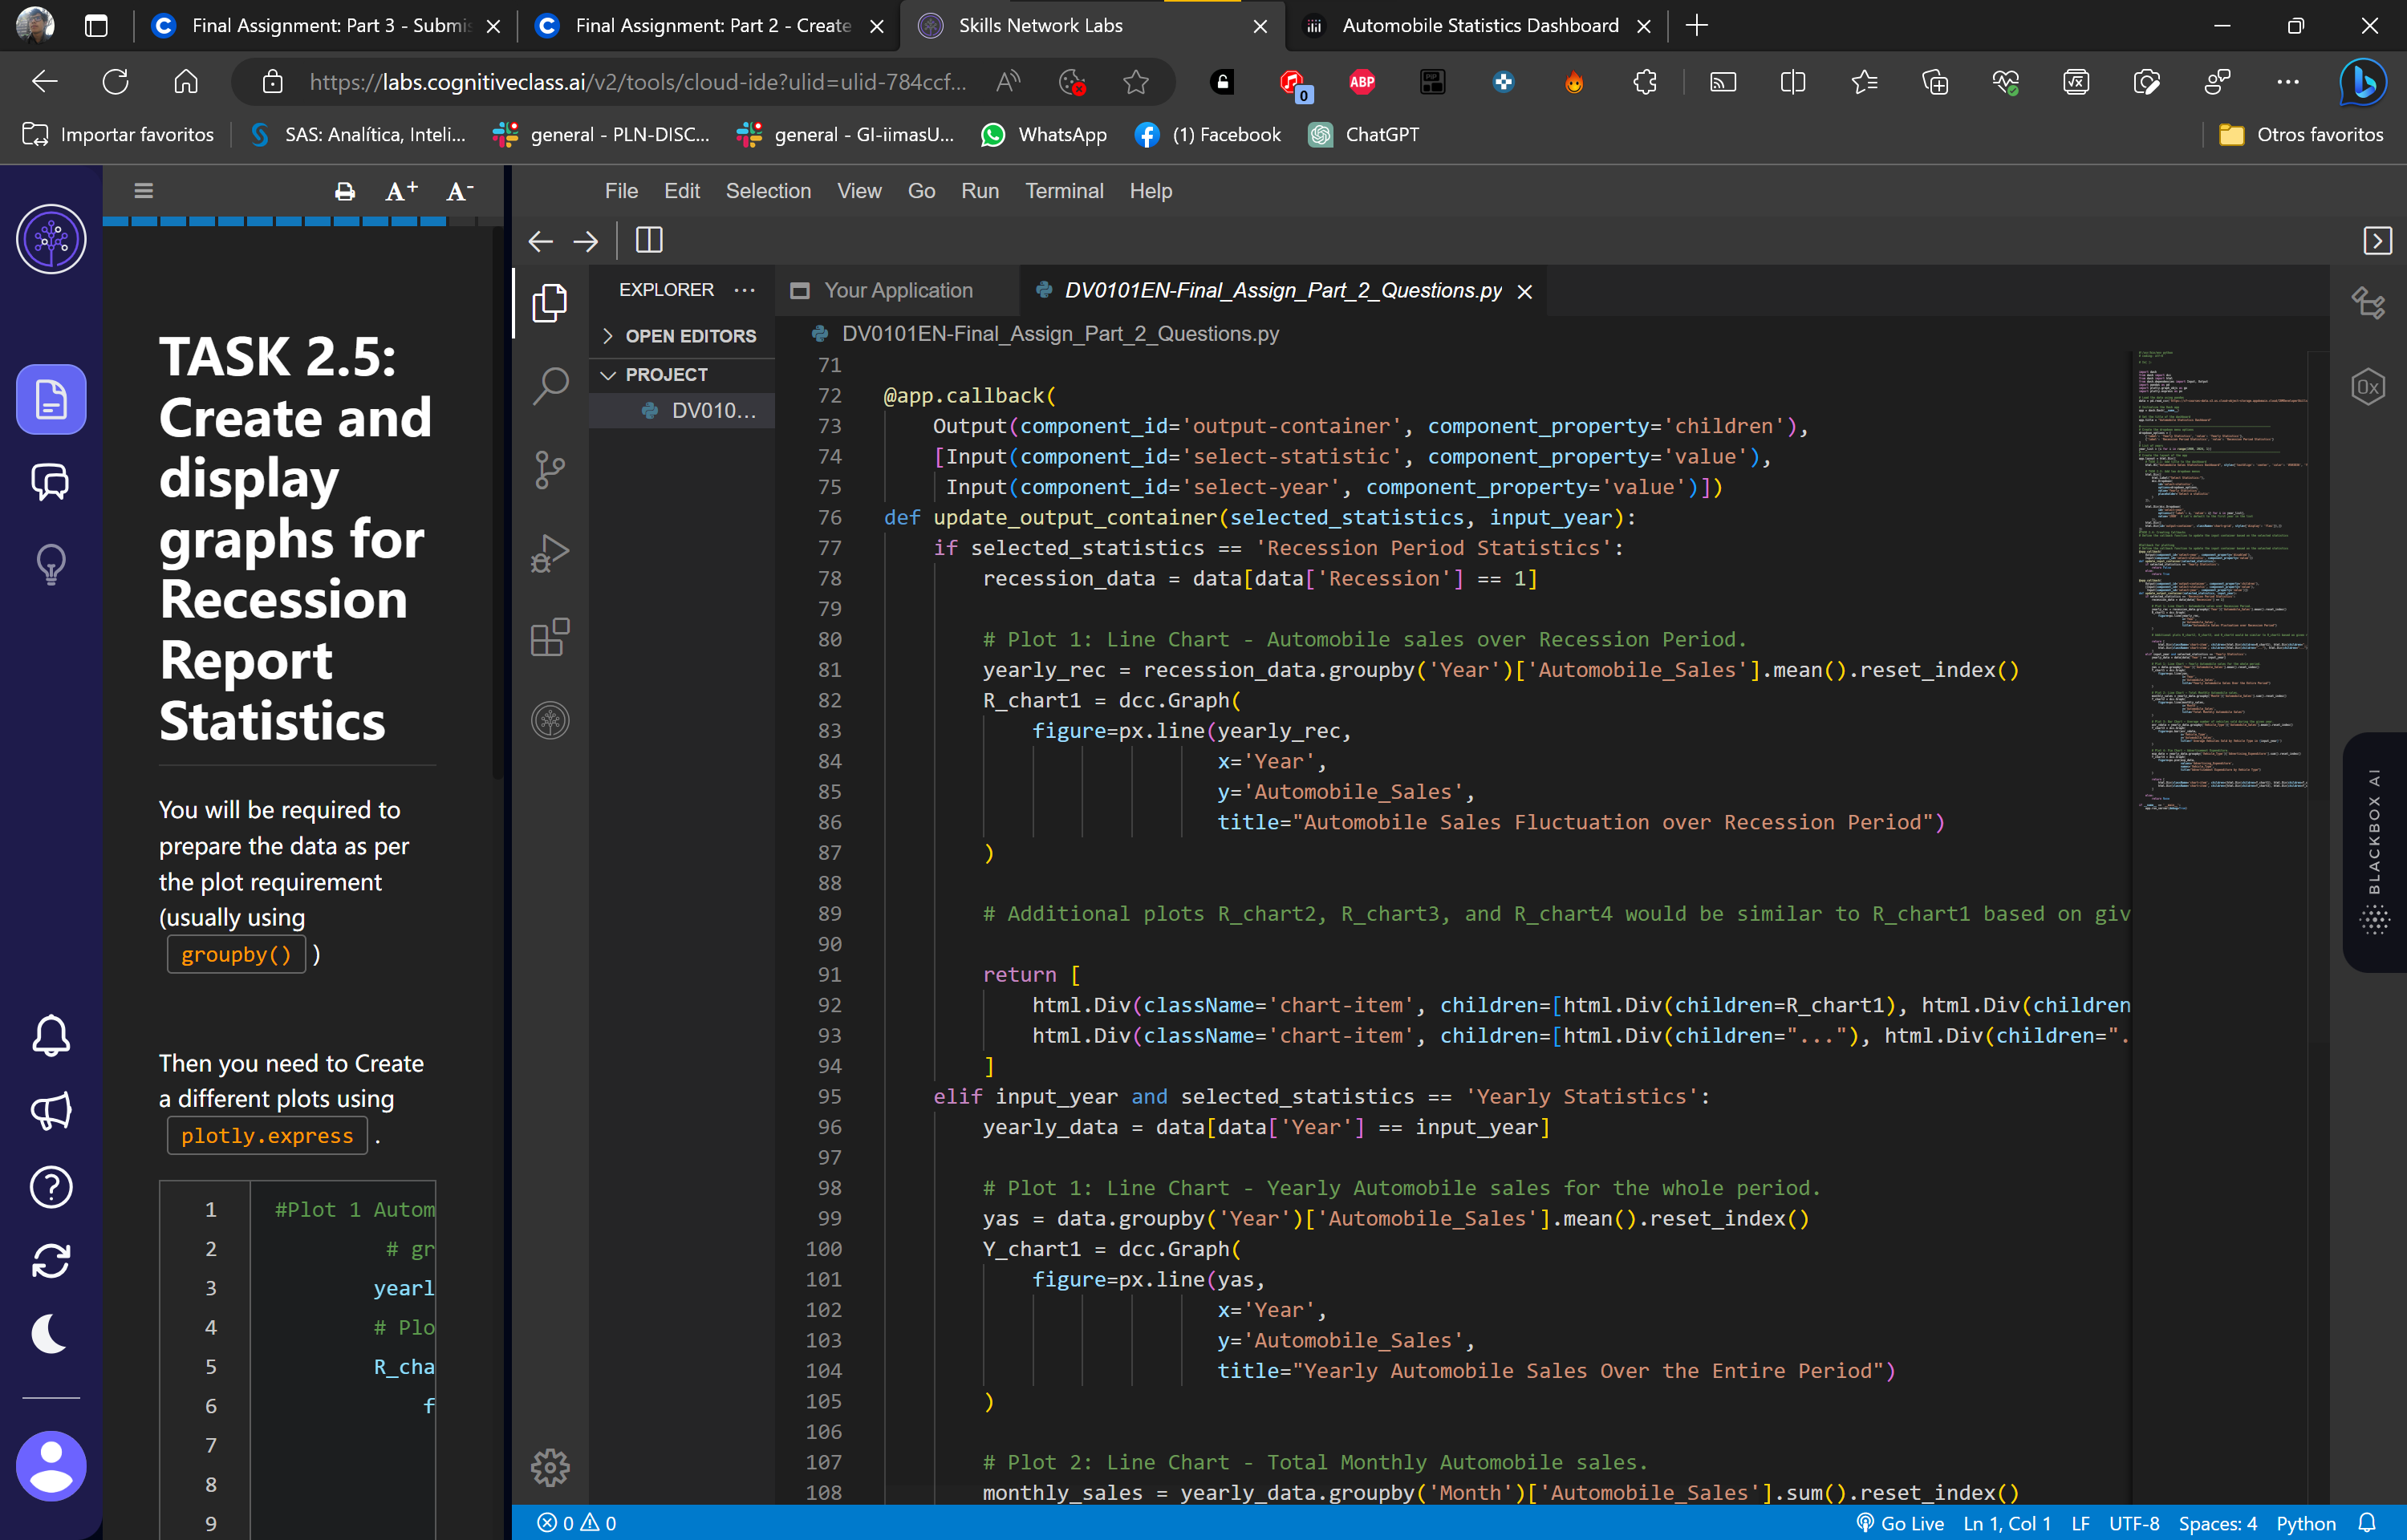 Final Assignment: Part 3 - Submis
Final Assignment: Part 2 - Create
Skills Network Labs
Automobile Statistics Dashboard
https://labs.cognitiveclass.ai/v2/tools/cloud-ide?ulid=ulid-784ccf...
ABP
0
Importar favoritos
SAS: Analítica, Inteli...
general - PLN-DISC...
general - GI-iimasU...
WhatsApp
(1) Facebook
ChatGPT
Otros favoritos
A+ A-
TASK 2.5:
Create and
display
graphs for
Recession
Report
Statistics
You will be required to
prepare the data as per
the plot requirement
(usually using
groupby() )
Then you need to Create
a different plots using
plotly.express .
1 #Plot 1 Autom
2 # gr
3 yearl
4 # Plo
5 R_cha
6 f
7
8
9
File Edit Selection View Go Run Terminal Help
EXPLORER ...
OPEN EDITORS
PROJECT
DV010...
Your Application
DV0101EN-Final_Assign_Part_2_Questions.py
DV0101EN-Final_Assign_Part_2_Questions.py
71
72 @app.callback(
73 Output(component_id='output-container', component_property='children'),
74 [Input(component_id='select-statistic', component_property='value'),
75 Input(component_id='select-year', component_property='value')])
76 def update_output_container(selected_statistics, input_year):
77 if selected_statistics == 'Recession Period Statistics':
78 recession_data = data[data['Recession'] == 1]
79
80 # Plot 1: Line Chart - Automobile sales over Recession Period.
81 yearly_rec = recession_data.groupby('Year')['Automobile_Sales'].mean().reset_index()
82 R_chart1 = dcc.Graph(
83 figure=px.line(yearly_rec,
84 x='Year',
85 y='Automobile_Sales',
86 title="Automobile Sales Fluctuation over Recession Period")
87 )
88
89 # Additional plots R_chart2, R_chart3, and R_chart4 would be similar to R_chart1 based on giv
90
91 return [
92 html.Div(className='chart-item', children=[html.Div(children=R_chart1), html.Div(children
93 html.Div(className='chart-item', children=[html.Div(children="..."), html.Div(children=".
94 ]
95 elif input_year and selected_statistics == 'Yearly Statistics':
96 yearly_data = data[data['Year'] == input_year]
97
98 # Plot 1: Line Chart - Yearly Automobile sales for the whole period.
99 yas = data.groupby('Year')['Automobile_Sales'].mean().reset_index()
100 Y_chart1 = dcc.Graph(
101 figure=px.line(yas,
102 x='Year',
103 y='Automobile_Sales',
104 title="Yearly Automobile Sales Over the Entire Period")
105 )
106
107 # Plot 2: Line Chart - Total Monthly Automobile sales.
108 monthly_sales = yearly_data.groupby('Month')['Automobile_Sales'].sum().reset_index()
0x
BLACKBOX AI
0 0
Go Live Ln 1, Col 1 LF UTF-8 Spaces: 4 Python